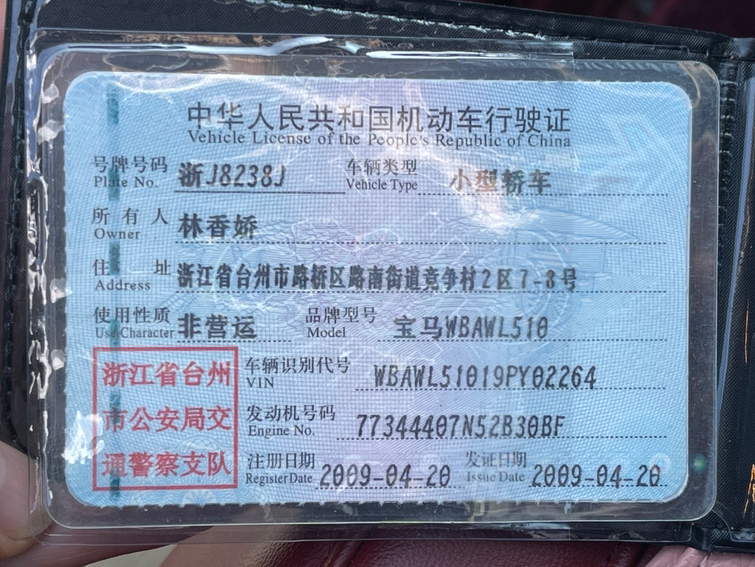 中华人民共和国机动车行驶证
Vehicle License of the People's Republic of China
号牌号码 浙J8238J 车辆类型 小型轿车
Plate No. Vehicle Type
所有人 林香娇
Owner
住址 浙江省台州市路桥区路南街道竞争村2区7-8号
Address
使用性质 非营运 品牌型号 宝马WBAWL510
Use Character Model
浙江省台州 车辆识别代号 WBAWL51019PY02264
VIN
市公安局交 发动机号码 77344407N52B30BF
Engine No.
通警察支队 注册日期 2009-04-20 发证日期 2009-04-20
Register Date Issue Date